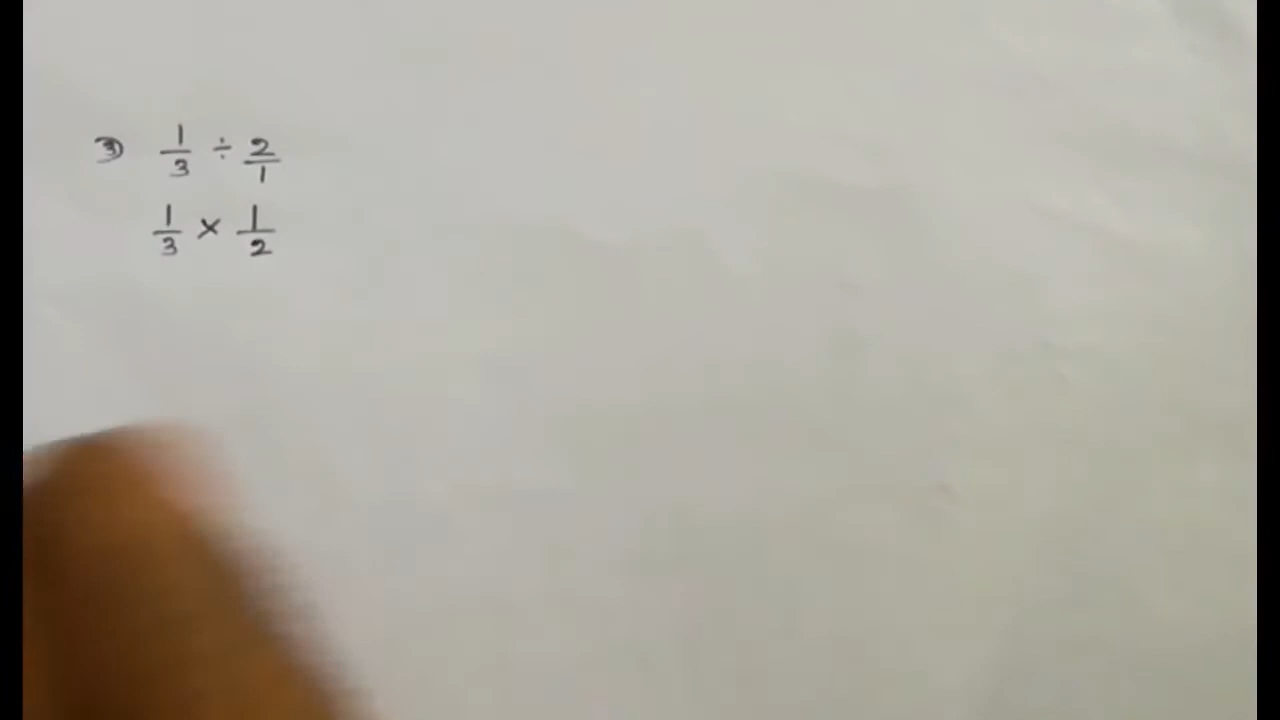 ③ 1/3 ÷ 2/1
1/3 × 1/2